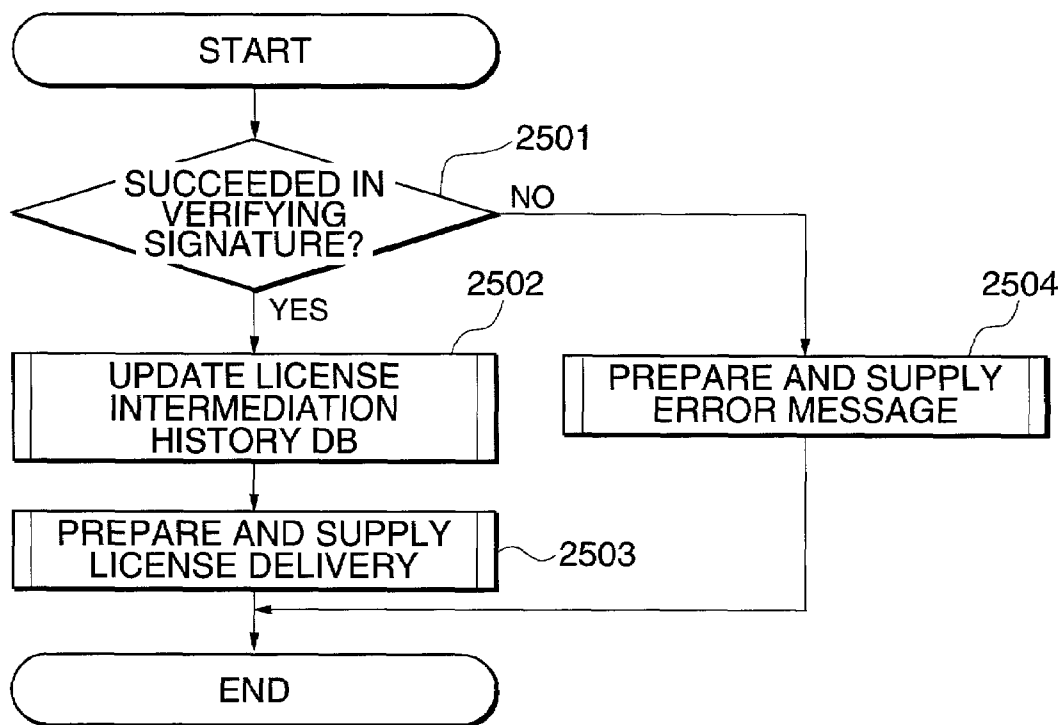 START
2501
SUCCEEDED IN
VERIFYING
SIGNATURE?
NO
YES
2502
2504
UPDATE LICENSE
INTERMEDIATION
HISTORY DB
PREPARE AND SUPPLY
ERROR MESSAGE
PREPARE AND SUPPLY
LICENSE DELIVERY
2503
END